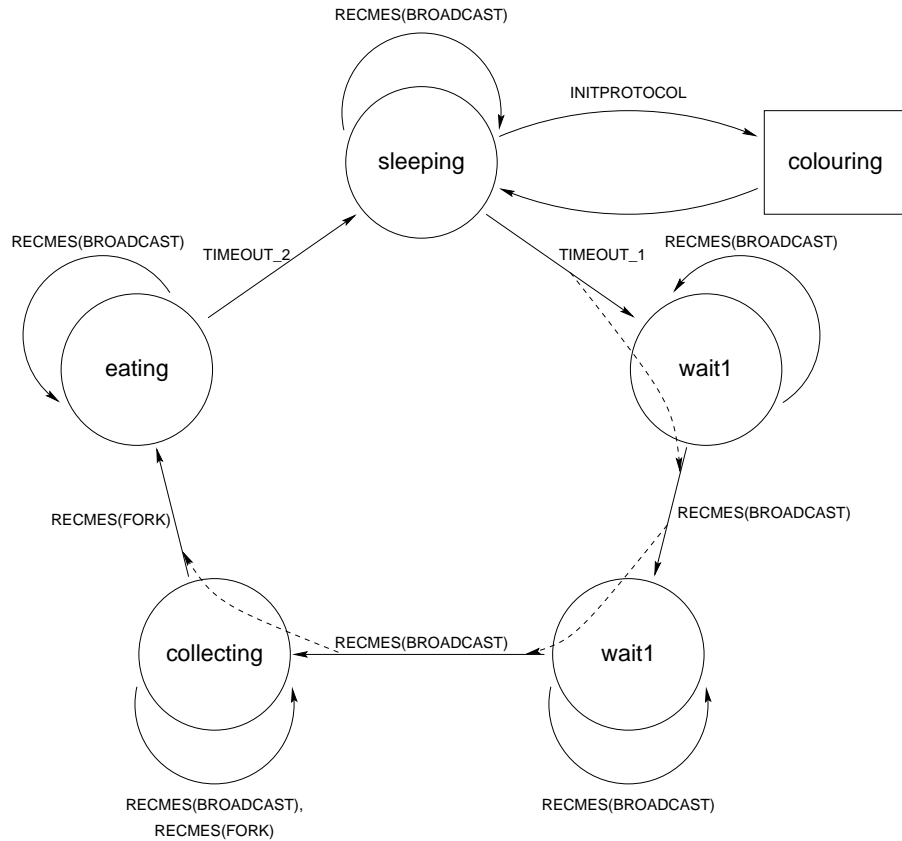 RECMES(BROADCAST)
INITPROTOCOL
sleeping
colouring
RECMES(BROADCAST)
TIMEOUT_2
TIMEOUT_1
RECMES(BROADCAST)
eating
wait1
RECMES(FORK)
RECMES(BROADCAST)
collecting
RECMES(BROADCAST)
wait1
RECMES(BROADCAST),
RECMES(FORK)
RECMES(BROADCAST)